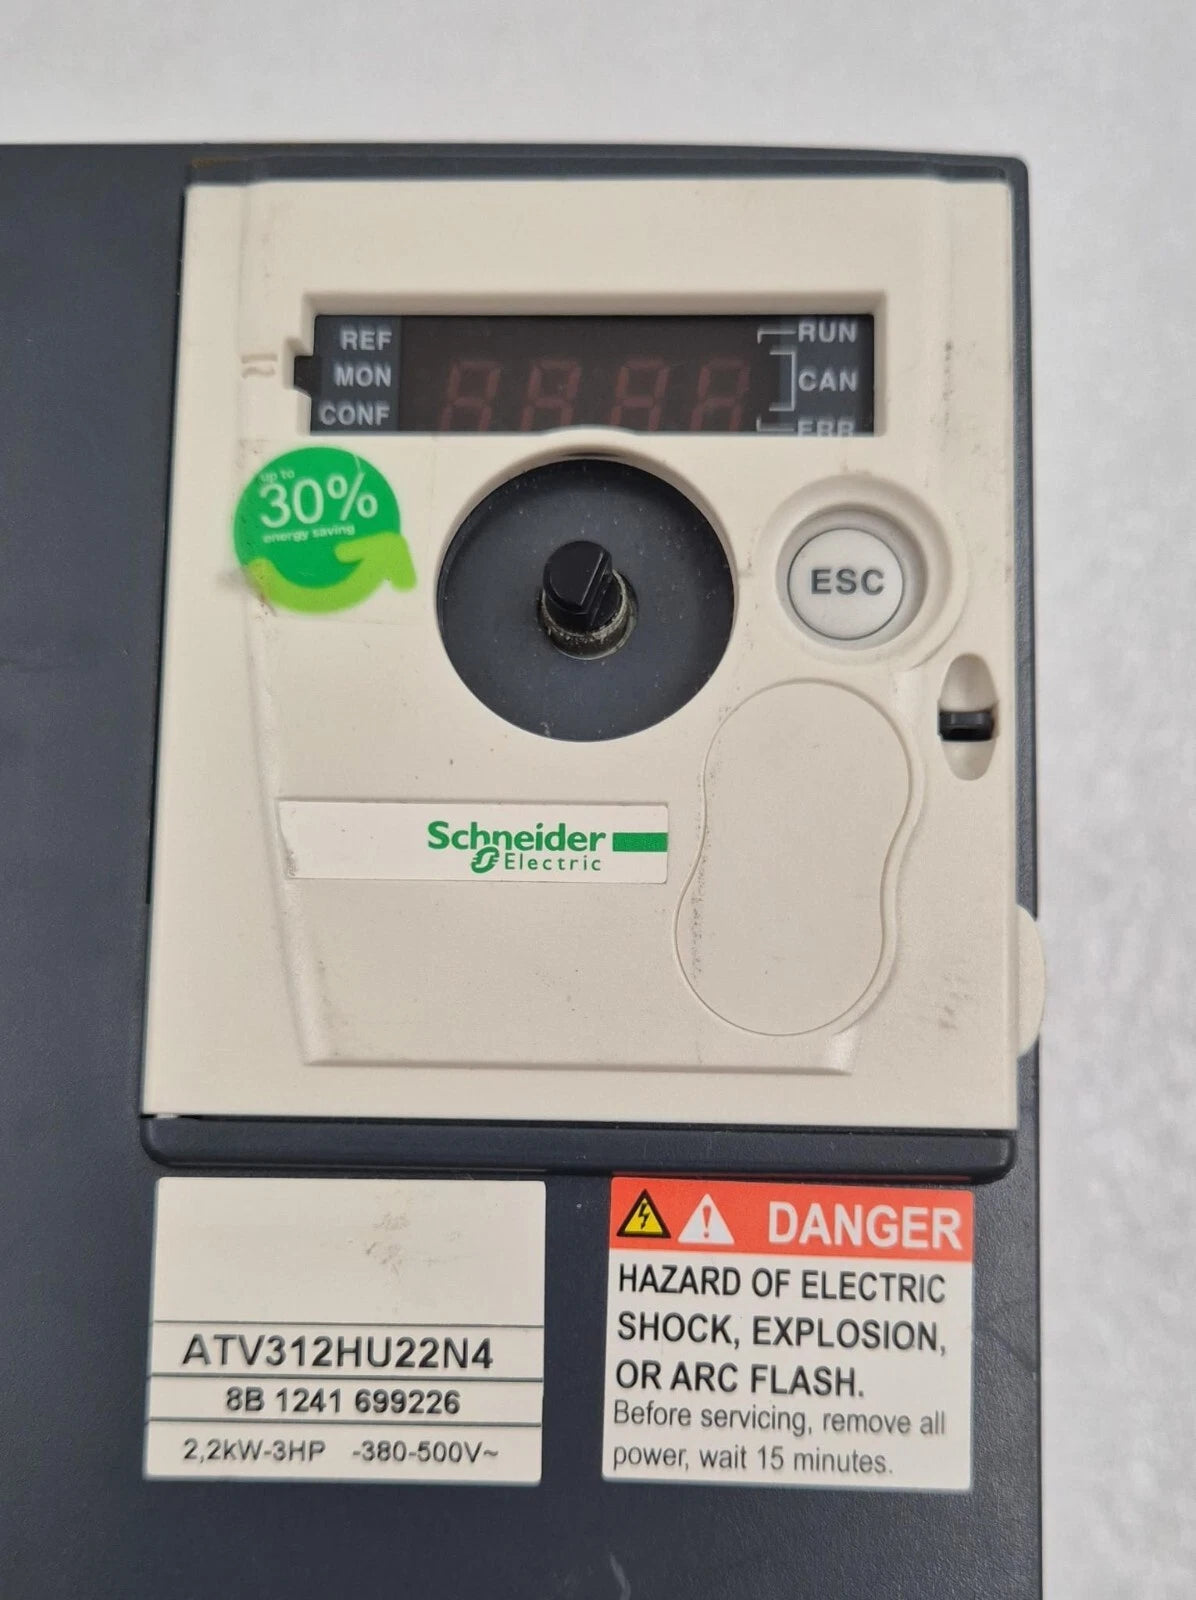 REF
MON
CONF
RUN
CAN
ERR
up to
30%
energy saving
ESC
Schneider
Electric
ATV312HU22N4
8B 1241 699226
2,2kW-3HP -380-500V~
DANGER
HAZARD OF ELECTRIC
SHOCK, EXPLOSION,
OR ARC FLASH.
Before servicing, remove all
power, wait 15 minutes.